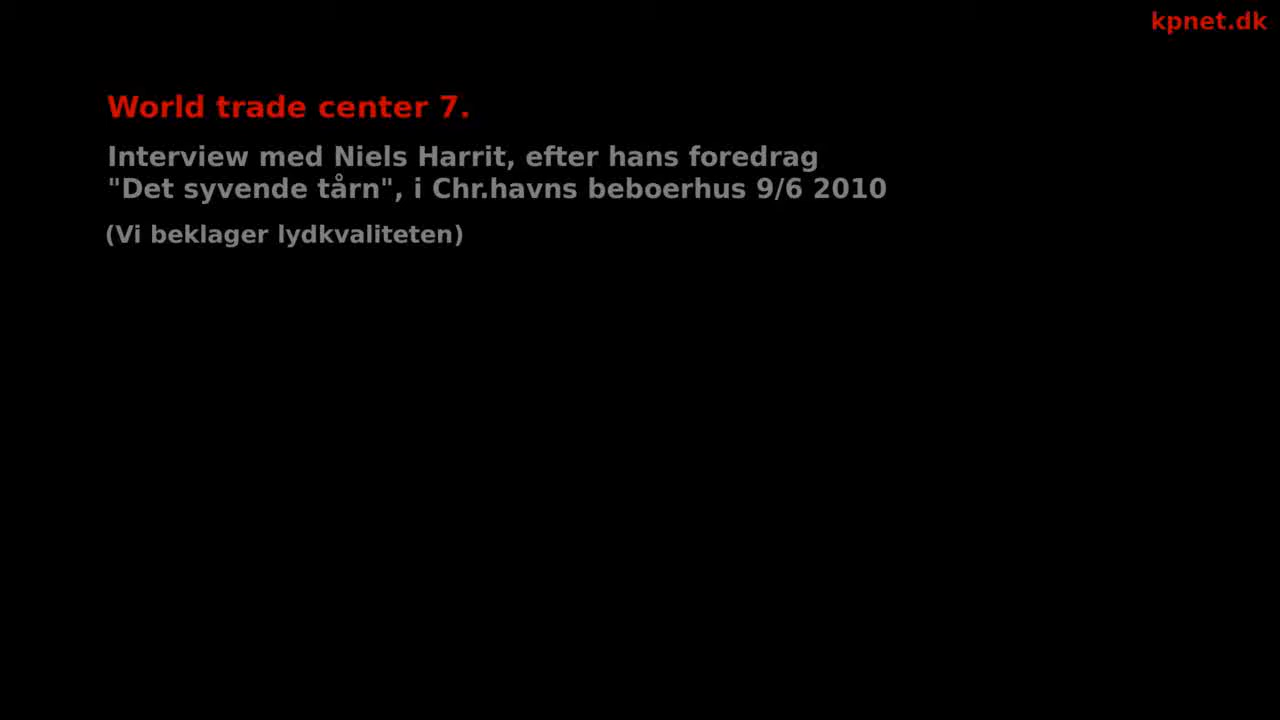 kpnet.dk
World trade center 7.
Interview med Niels Harrit, efter hans foredrag
"Det syvende tårn", i Chr.havns beboerhus 9/6 2010
(Vi beklager lydkvaliteten)